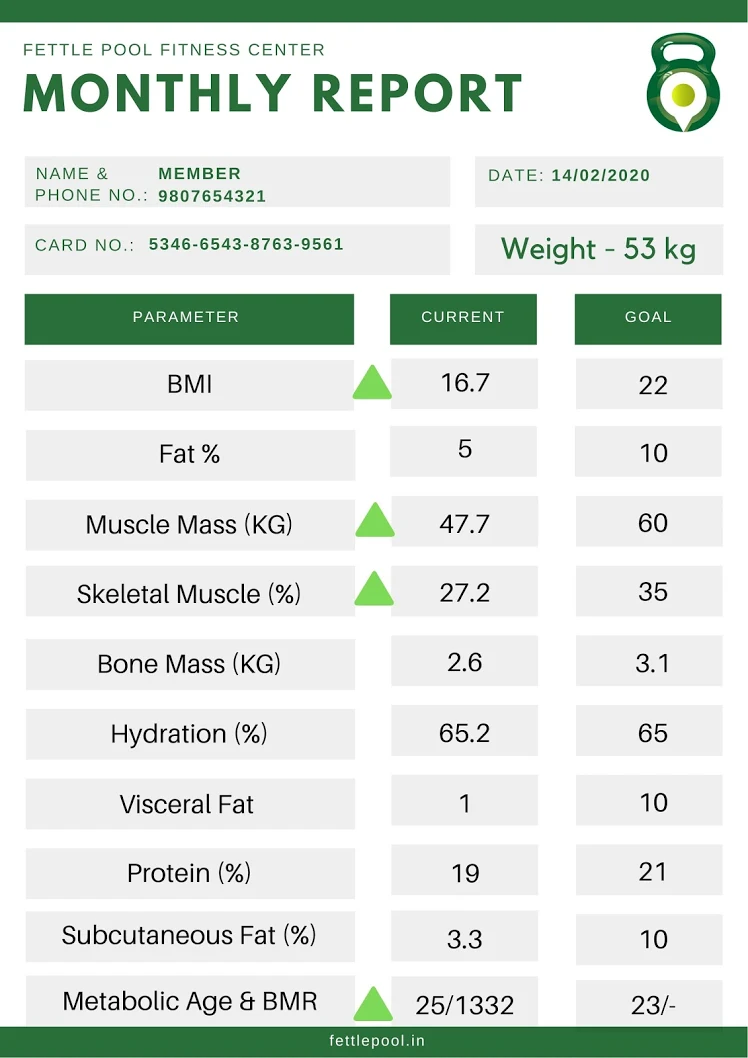 FETTLE POOL FITNESS CENTER
MONTHLY REPORT
NAME & MEMBER
PHONE NO.: 9807654321
DATE: 14/02/2020
CARD NO.: 5346-6543-8763-9561
Weight - 53 kg
PARAMETER CURRENT GOAL
BMI 16.7 22
Fat % 5 10
Muscle Mass (KG) 47.7 60
Skeletal Muscle (%) 27.2 35
Bone Mass (KG) 2.6 3.1
Hydration (%) 65.2 65
Visceral Fat 1 10
Protein (%) 19 21
Subcutaneous Fat (%) 3.3 10
Metabolic Age & BMR 25/1332 23/-
fettlepool.in